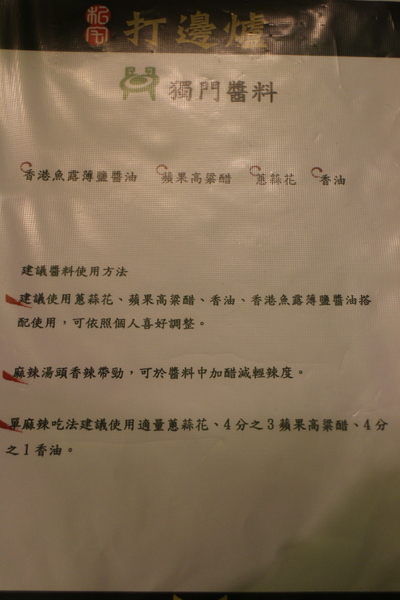 打邊爐
獨門醬料
香港魚露薄鹽醬油 蘋果高粱醋 蔥蒜花 香油
建議醬料使用方法
建議使用蔥蒜花、蘋果高粱醋、香油、香港魚露薄鹽醬油搭
配使用，可依照個人喜好調整。
麻辣湯頭香辣帶勁，可於醬料中加醋減輕辣度。
單麻辣吃法建議使用適量蔥蒜花、4分之3蘋果高粱醋、4分
之1香油。